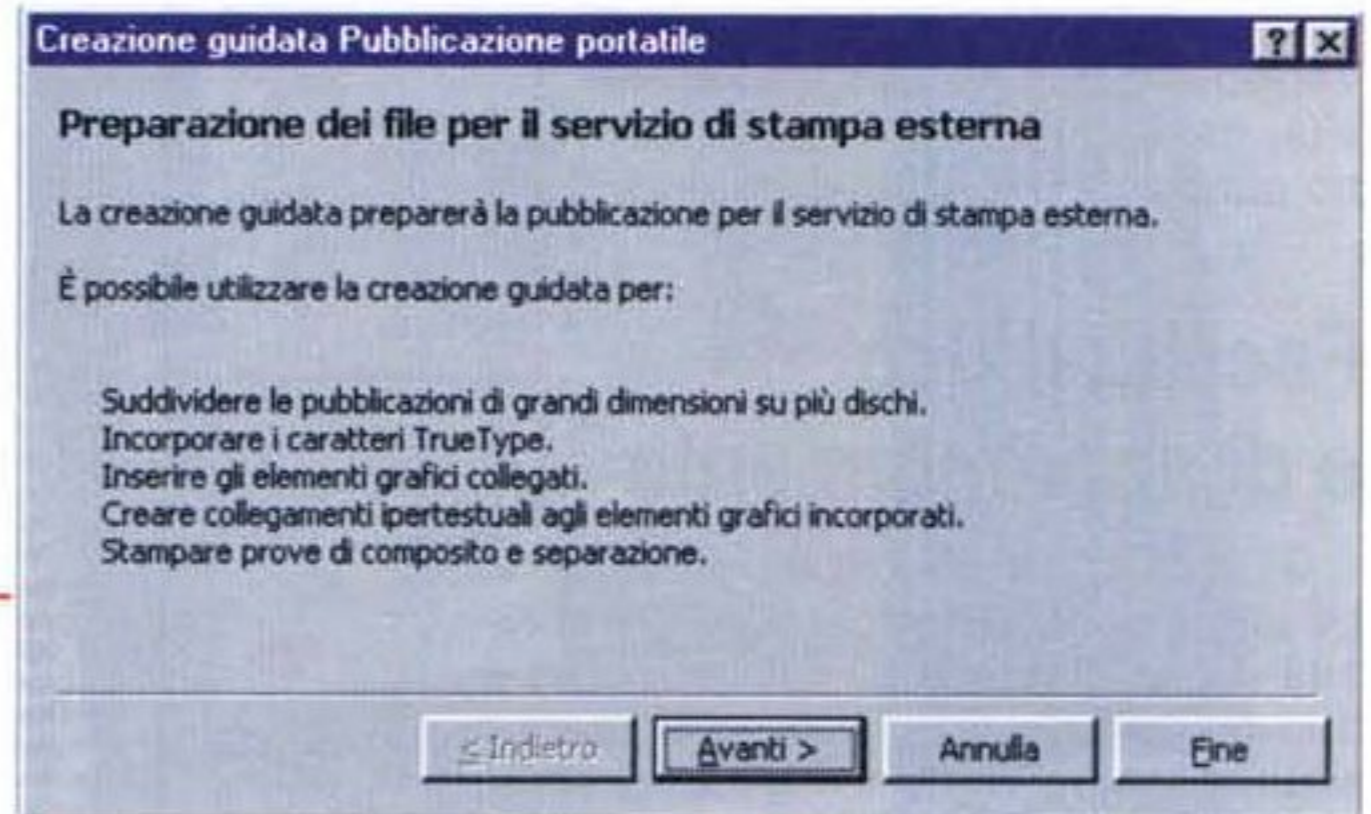 Creazione guidata Pubblicazione portatile
Preparazione dei file per il servizio di stampa esterna
La creazione guidata preparerà la pubblicazione per il servizio di stampa esterna.
È possibile utilizzare la creazione guidata per:
Suddividere le pubblicazioni di grandi dimensioni su più dischi.
Incorporare i caratteri TrueType.
Inserire gli elementi grafici collegati.
Creare collegamenti ipertestuali agli elementi grafici incorporati.
Stampare prove di composito e separazione.
< Indietro Avanti > Annulla Fine